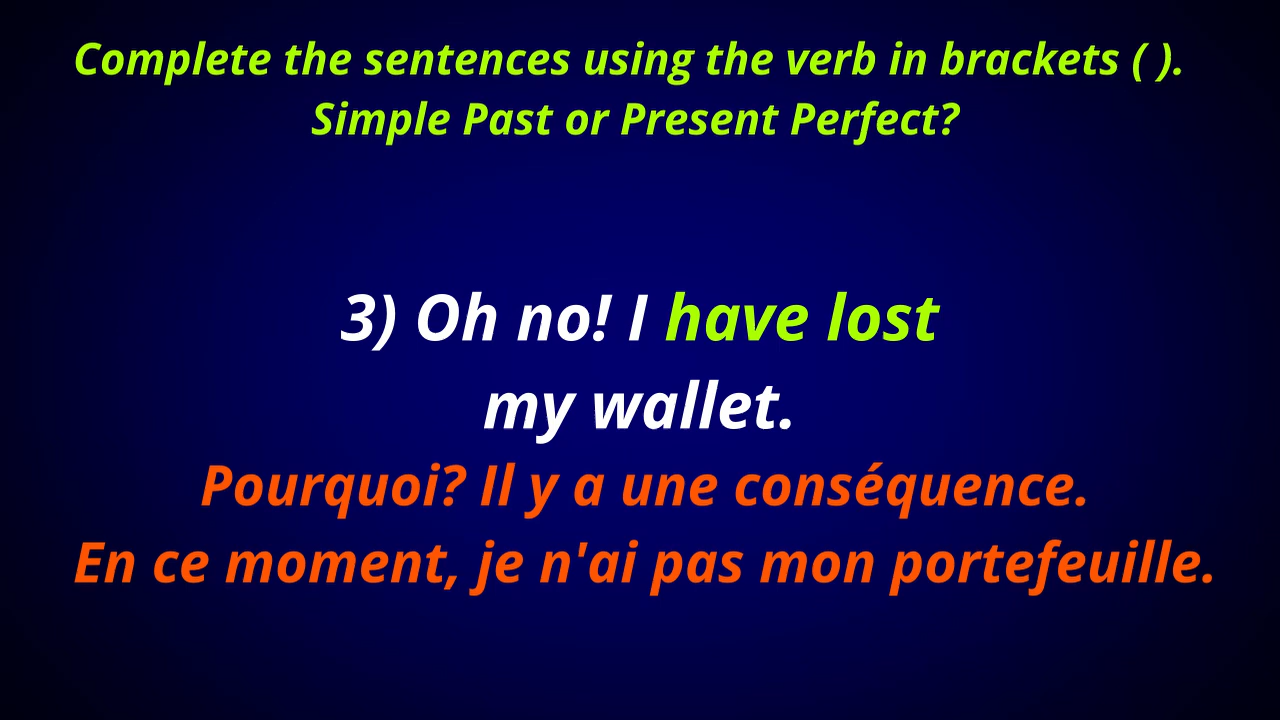 Complete the sentences using the verb in brackets ( ).
Simple Past or Present Perfect?
3) Oh no! I have lost
my wallet.
Pourquoi? Il y a une conséquence.
En ce moment, je n'ai pas mon portefeuille.